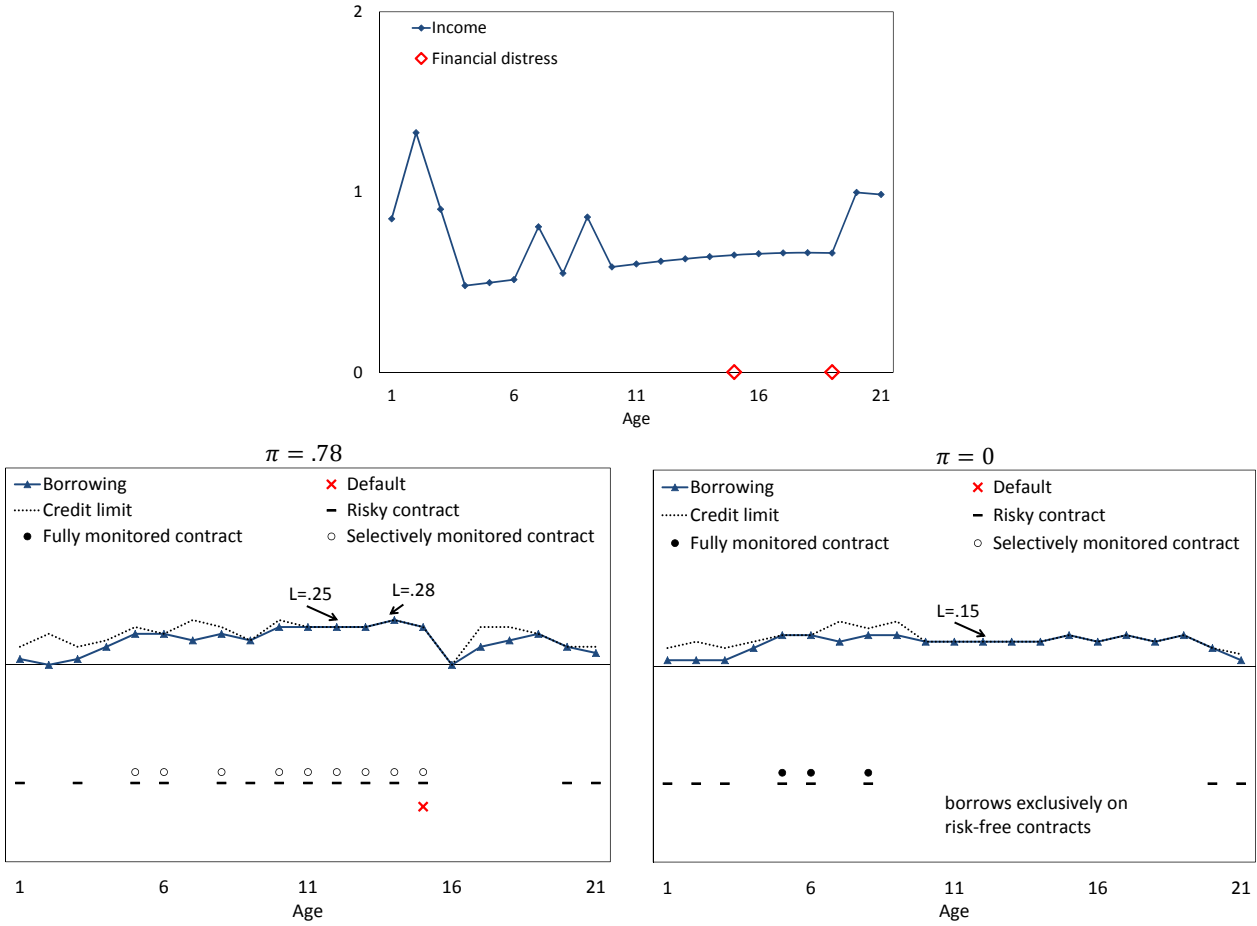 2
Income
Financial distress
1
0
1 6 11 16 21
Age
π = .78
Borrowing Default
Credit limit Risky contract
Fully monitored contract Selectively monitored contract
L=.25 L=.28
1 6 11 16 21
Age
π = 0
Borrowing Default
Credit limit Risky contract
Fully monitored contract Selectively monitored contract
L=.15
borrows exclusively on
risk-free contracts
1 6 11 16 21
Age